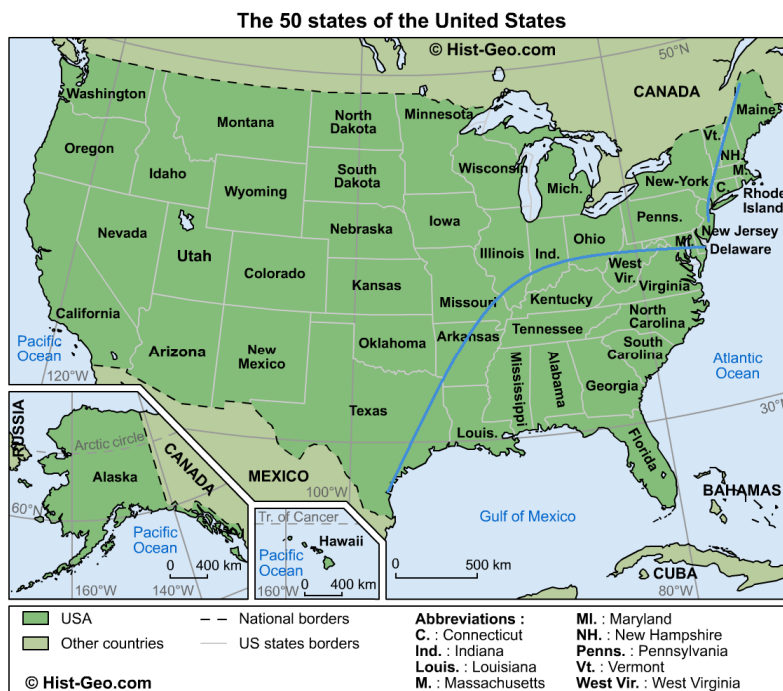 The 50 states of the United States
© Hist-Geo.com
50°N
CANADA
Washington
Montana
North
Dakota
Minnesota
Maine
Vt.
Oregon
Idaho
South
Dakota
Wisconsin
Mich.
NH.
M.
Wyoming
New-York
C.
Rhode
Island
Nevada
Nebraska
Iowa
Penns.
New Jersey
Utah
Illinois
Ind.
Ohio
Ml.
Delaware
Colorado
Kansas
Missouri
West
Vir.
Virginia
California
Kentucky
North
Carolina
Pacific
Ocean
Arizona
New
Mexico
Oklahoma
Arkansas
Tennessee
South
Carolina
Atlantic
Ocean
120°W
Mississippi
Alabama
Georgia
30°N
Texas
Louis.
Florida
RUSSIA
Arctic circle
CANADA
Alaska
MEXICO
100°W
BAHAMAS
60°N
Tr. of Cancer
Gulf of Mexico
Pacific
Ocean
Pacific
Ocean
Hawaii
0 500 km
CUBA
160°W
140°W
0
400 km
160°W
0
400 km
80°W
USA
National borders
Other countries
US states borders
Abbreviations :
C. : Connecticut
Ind. : Indiana
Louis. : Louisiana
M. : Massachusetts
Ml. : Maryland
NH. : New Hampshire
Penns. : Pennsylvania
Vt. : Vermont
West Vir. : West Virginia
© Hist-Geo.com